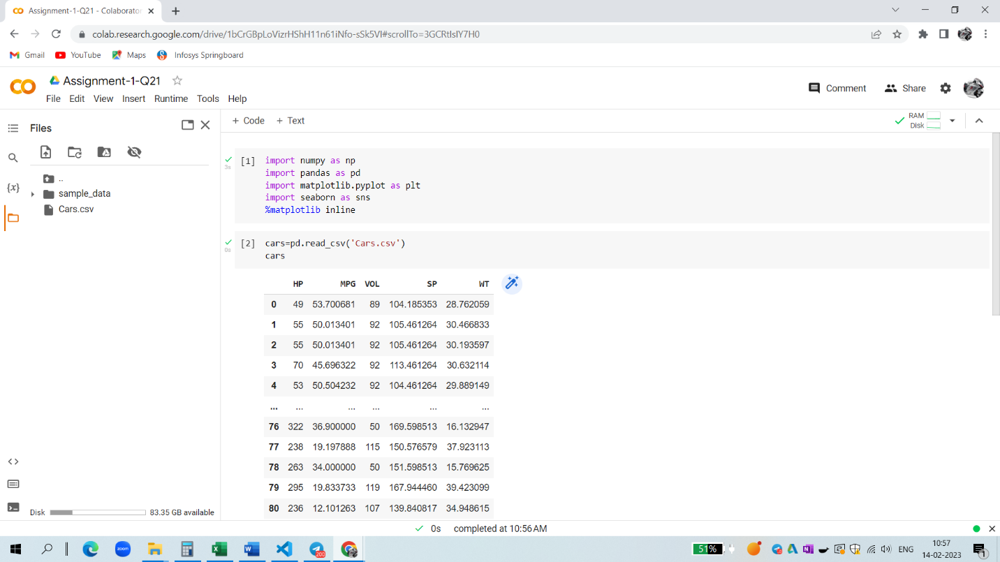 Assignment-1-Q21 - Colaborator
colab.research.google.com/drive/1bCrGBpLoVizrHShH11n61iNfo-sSk5VI#scrollTo=3GCRtIsIY7H0
Gmail YouTube Maps Infosys Springboard
Assignment-1-Q21
File Edit View Insert Runtime Tools Help
Comment Share
Files
+ Code + Text
RAM
Disk
..
sample_data
Cars.csv
{x}
[1] import numpy as np
3s
import pandas as pd
import matplotlib.pyplot as plt
import seaborn as sns
%matplotlib inline
[2] cars=pd.read_csv('Cars.csv')
0s
cars
HP MPG VOL SP WT
0 49 53.700681 89 104.185353 28.762059
1 55 50.013401 92 105.461264 30.466833
2 55 50.013401 92 105.461264 30.193597
3 70 45.696322 92 113.461264 30.632114
4 53 50.504232 92 104.461264 29.889149
... ... ... ... ... ...
76 322 36.900000 50 169.598513 16.132947
77 238 19.197888 115 150.576579 37.923113
78 263 34.000000 50 151.598513 15.769625
79 295 19.833733 119 167.944460 39.423099
80 236 12.101263 107 139.840817 34.948615
Disk 83.35 GB available
0s completed at 10:56 AM
zoom
200
51%
ENG
10:57
14-02-2023
1